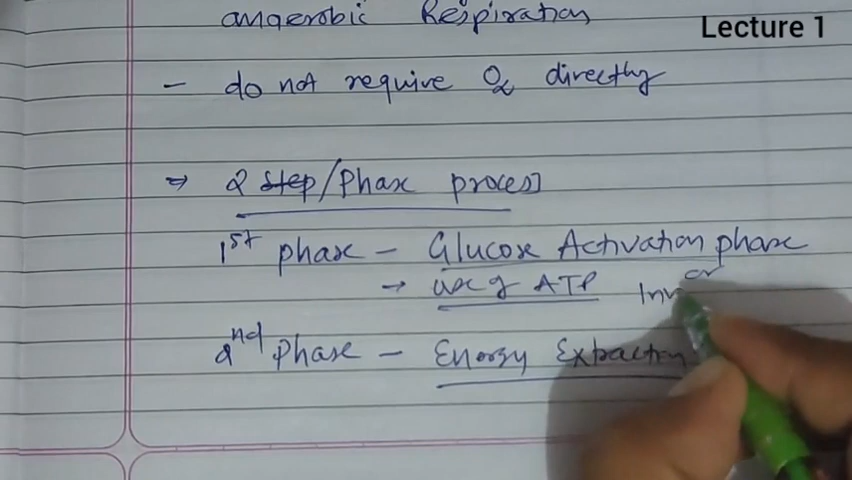 anaerobic Respiration
Lecture 1
- do not require O2 directly
⇒ 2 Step/Phase process
1st phase - Glucose Activation phase
→ use of ATP or
2nd Phase - Energy Extraction